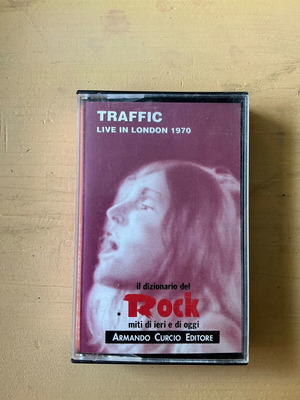 TRAFFIC
LIVE IN LONDON 1970
il dizionario del
Rock
miti di ieri e di oggi
ARMANDO CURCIO EDITORE